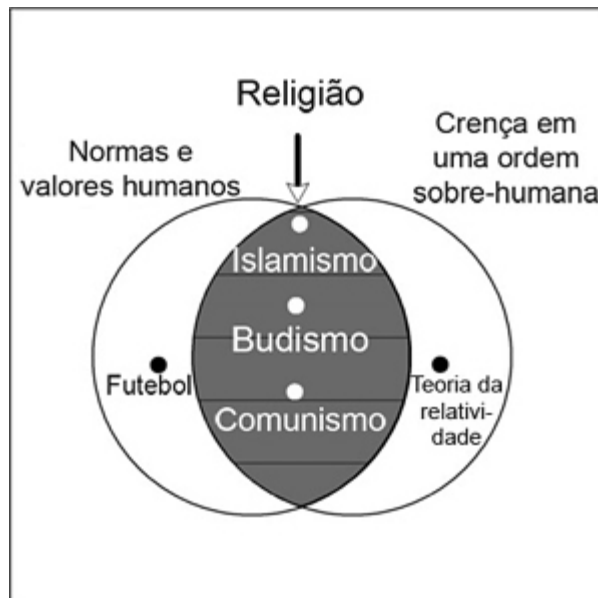 Religião
Normas e
valores humanos
Crença em
uma ordem
sobre-humana
Islamismo
Budismo
Comunismo
Futebol
Teoria da
relativi-
dade